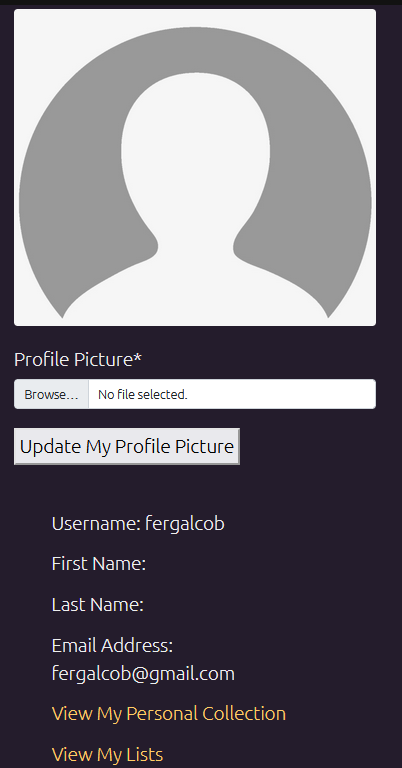 Profile Picture*
Browse... No file selected.
Update My Profile Picture
Username: fergalcob
First Name:
Last Name:
Email Address:
fergalcob@gmail.com
View My Personal Collection
View My Lists